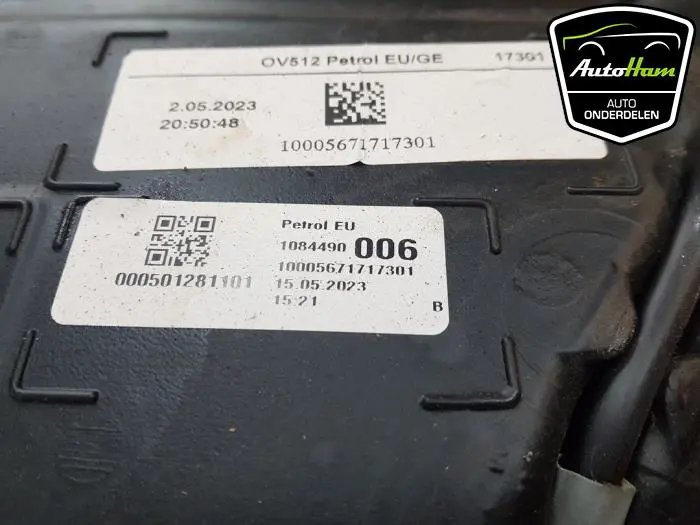 OV512 Petrol EU/GE 17301
2.05.2023
20:50:48
10005671717301
AutoHam
AUTO
ONDERDELEN
Petrol EU
1084490 006
10005671717301
000501281101
15.05.2023
15:21
B